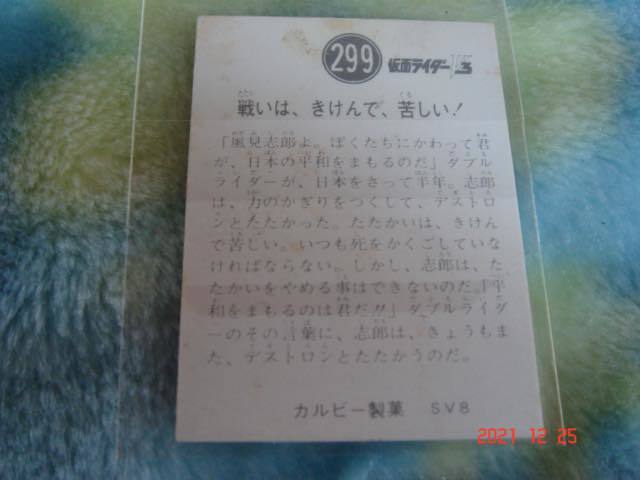 299 仮面ライダーV3
戦いは、きけんで、苦しい!
「風見志郎よ。ぼくたちにかわって君
が、日本の平和をまもるのだ」ダブル
ライダーが、日本をさって半年。志郎
は、力のかぎりをつくして、デストロ
ンとたたかった。たたかいは、きけん
で苦しい。いつも死をかくごしていな
ければならない。しかし、志郎は、た
たかいをやめる事はできないのだ。「平
和をまもるのは君だ!!」ダブルライダ
ーのその言葉に、志郎は、きょうもま
た、デストロンとたたかうのだ。
カルビー製菓 SV8
2021 12 25